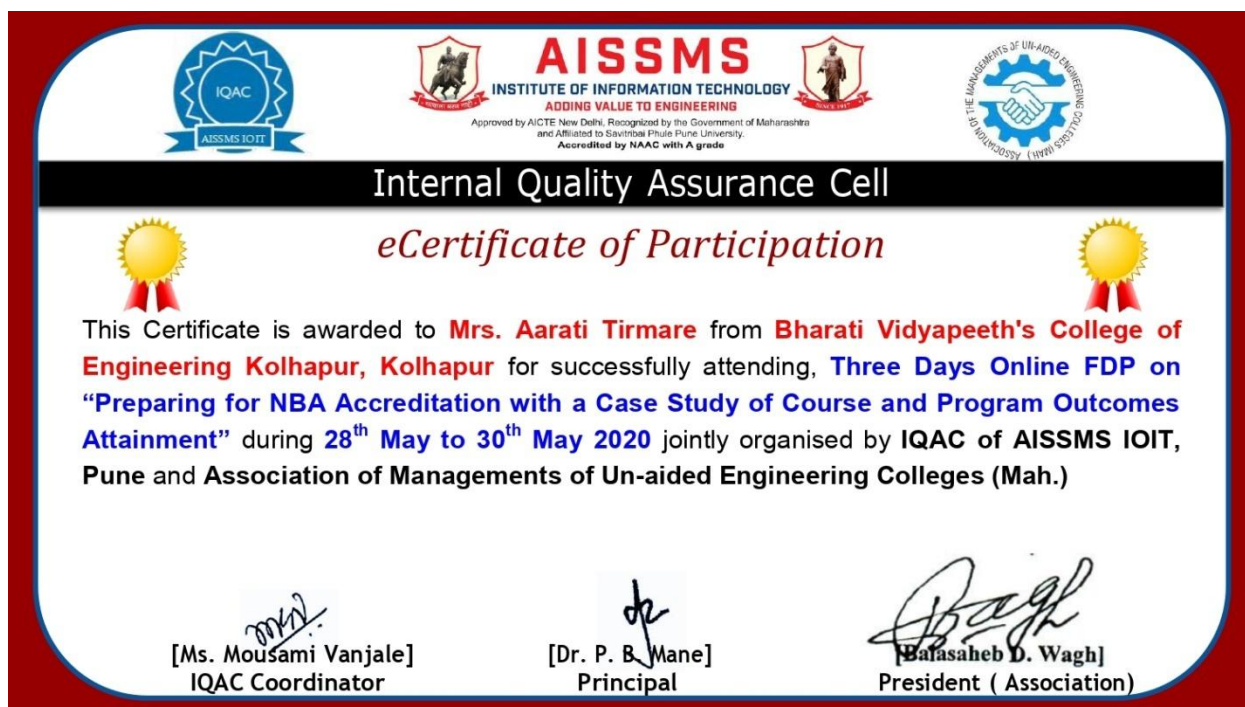 IQAC
AISSMS IOIT
AISSMS
INSTITUTE OF INFORMATION TECHNOLOGY
ADDING VALUE TO ENGINEERING
Approved by AICTE New Delhi, Recognized by the Government of Maharashtra
and Affiliated to Savitribai Phule Pune University.
Accredited by NAAC with A grade
SINCE 1917
ASSOCIATION OF THE MANAGEMENTS OF UN-AIDED ENGINEERING COLLEGES (MAH)
Internal Quality Assurance Cell
eCertificate of Participation
This Certificate is awarded to Mrs. Aarati Tirmare from Bharati Vidyapeeth's College of
Engineering Kolhapur, Kolhapur for successfully attending, Three Days Online FDP on
“Preparing for NBA Accreditation with a Case Study of Course and Program Outcomes
Attainment” during 28th May to 30th May 2020 jointly organised by IQAC of AISSMS IOIT,
Pune and Association of Managements of Un-aided Engineering Colleges (Mah.)
[Ms. Mousami Vanjale]
IQAC Coordinator
[Dr. P. B. Mane]
Principal
[Balasaheb D. Wagh]
President ( Association)